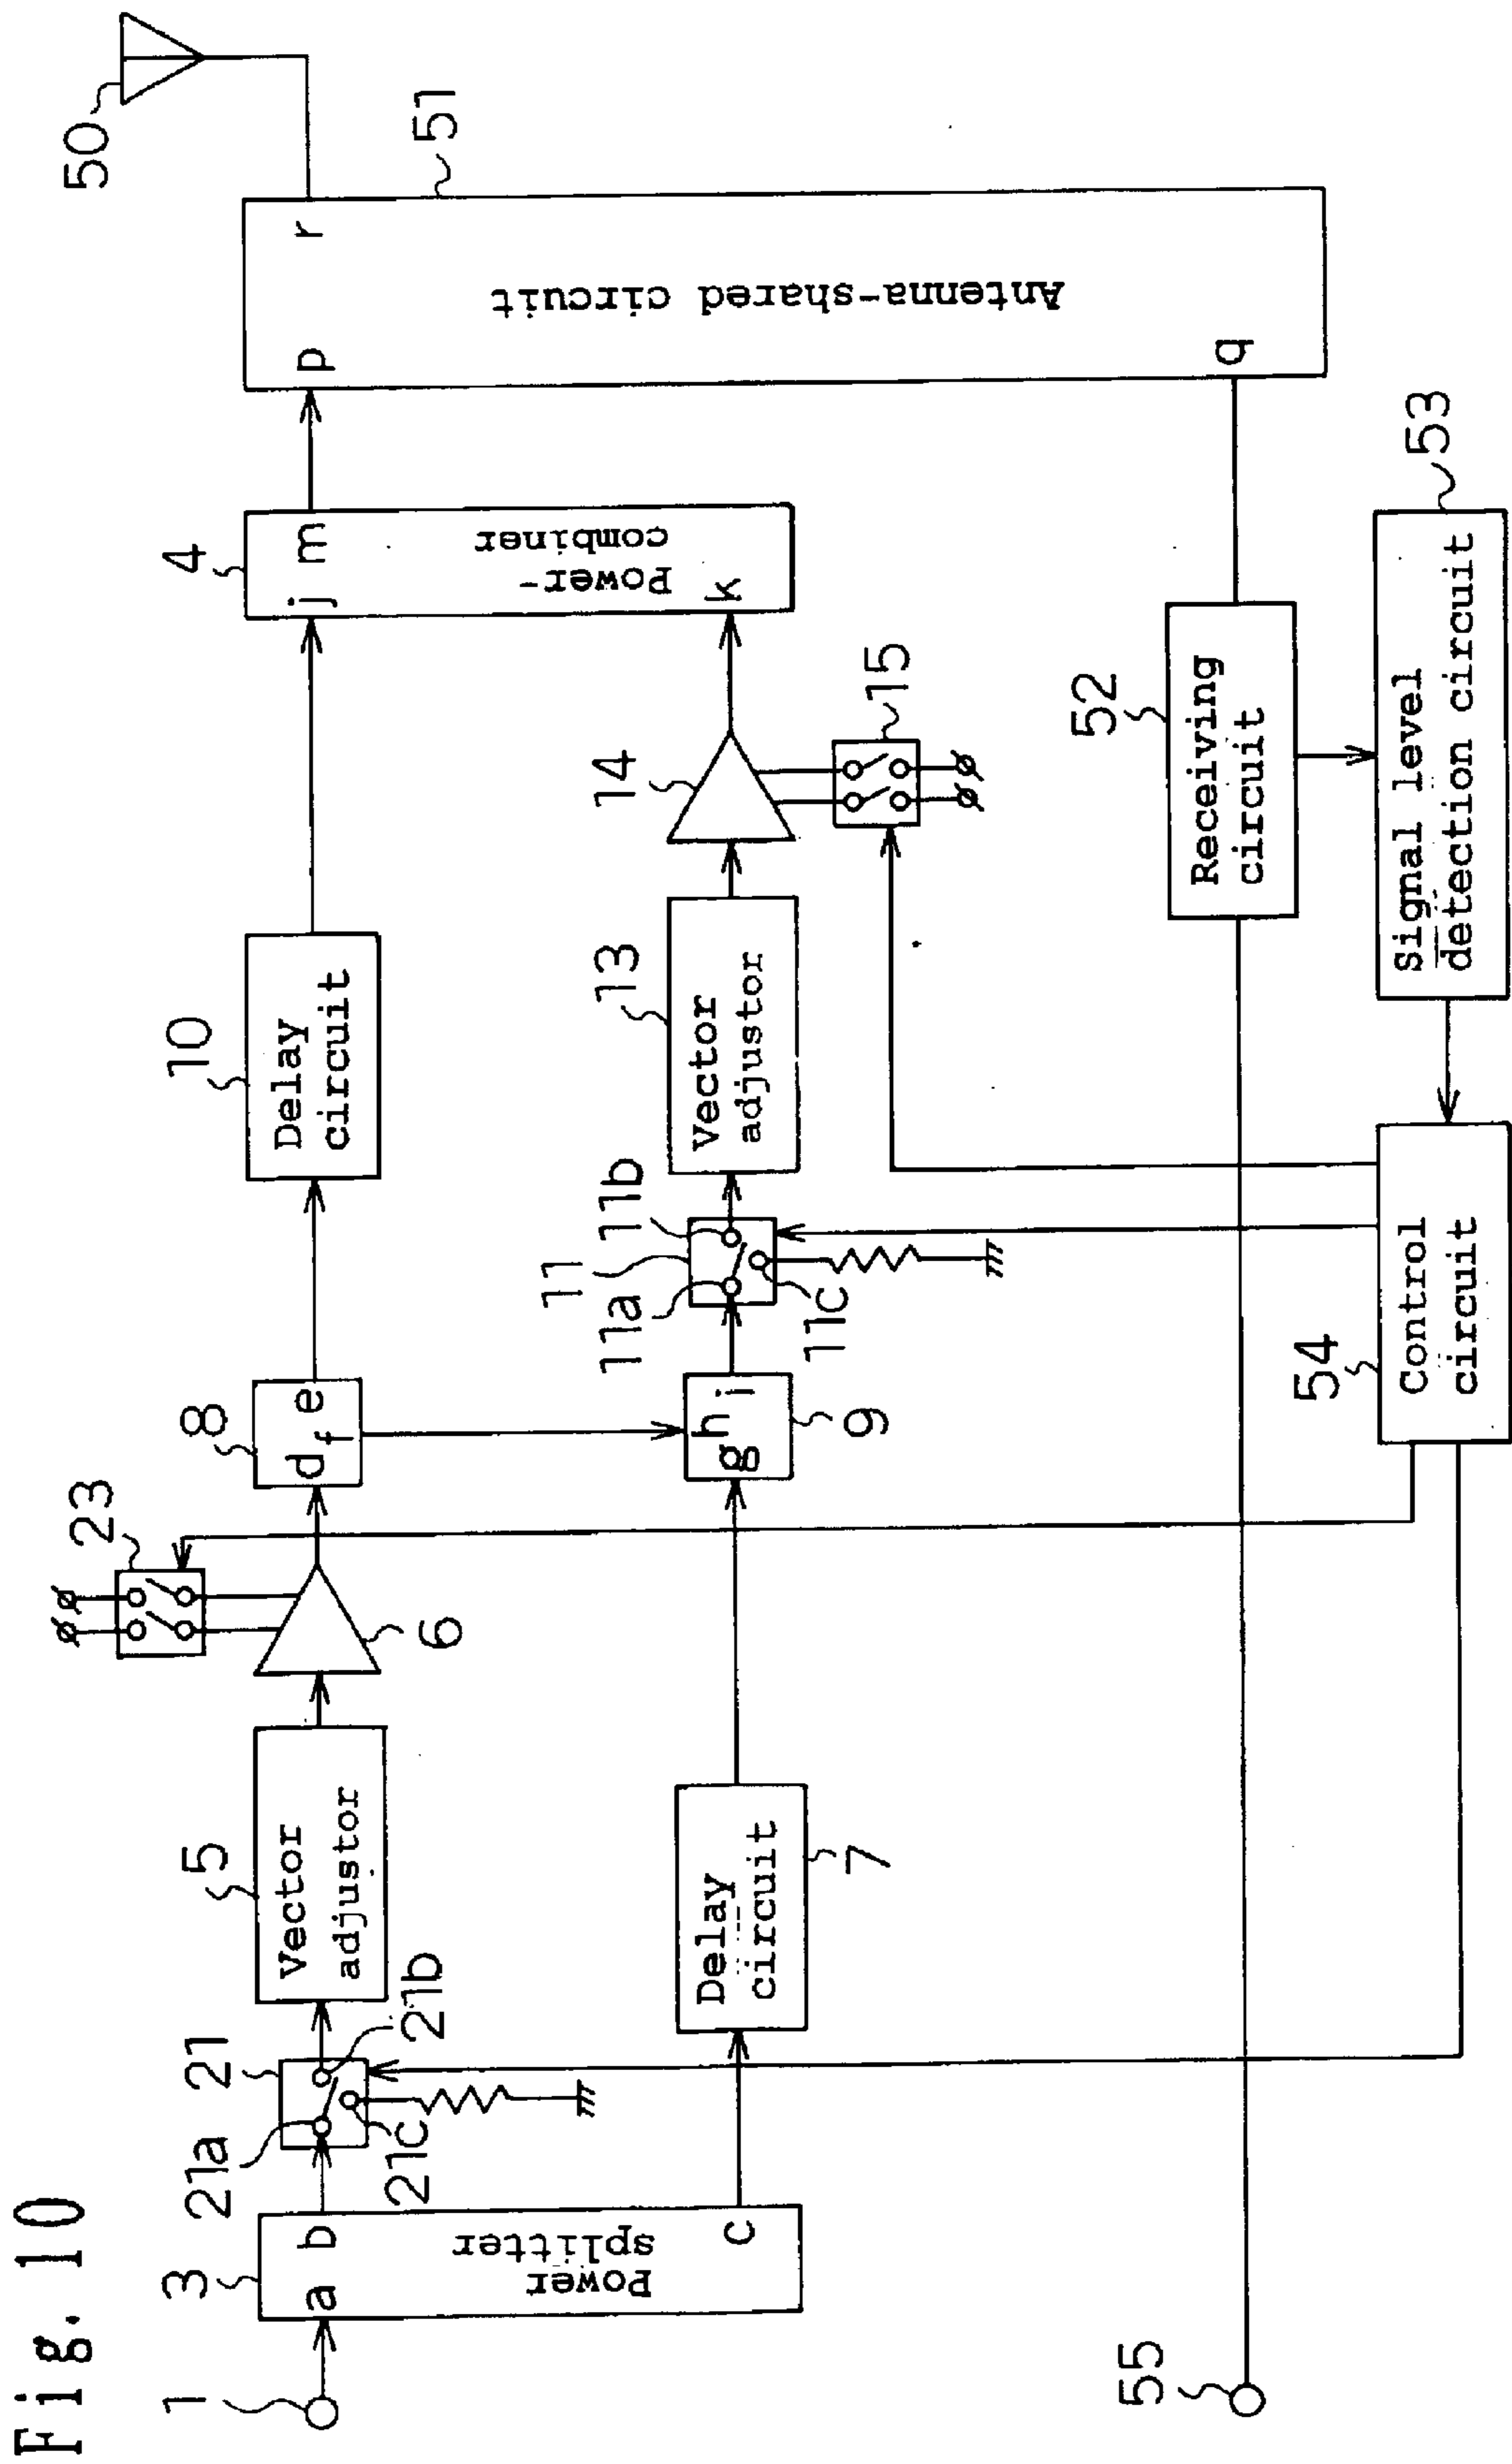 Fig. 10
1
3
a
b
c
Power
splitter
21a
21
21b
21c
5
Vector
adjustor
6
23
8
d
e
f
10
Delay
circuit
7
Delay
circuit
9
g
h
i
11a
11
11b
11c
13
Vector
adjustor
14
15
4
j
m
k
Power-
combiner
50
51
p
r
q
Antenna-shared circuit
52
Receiving
circuit
53
Signal level
detection circuit
54
Control
circuit
55